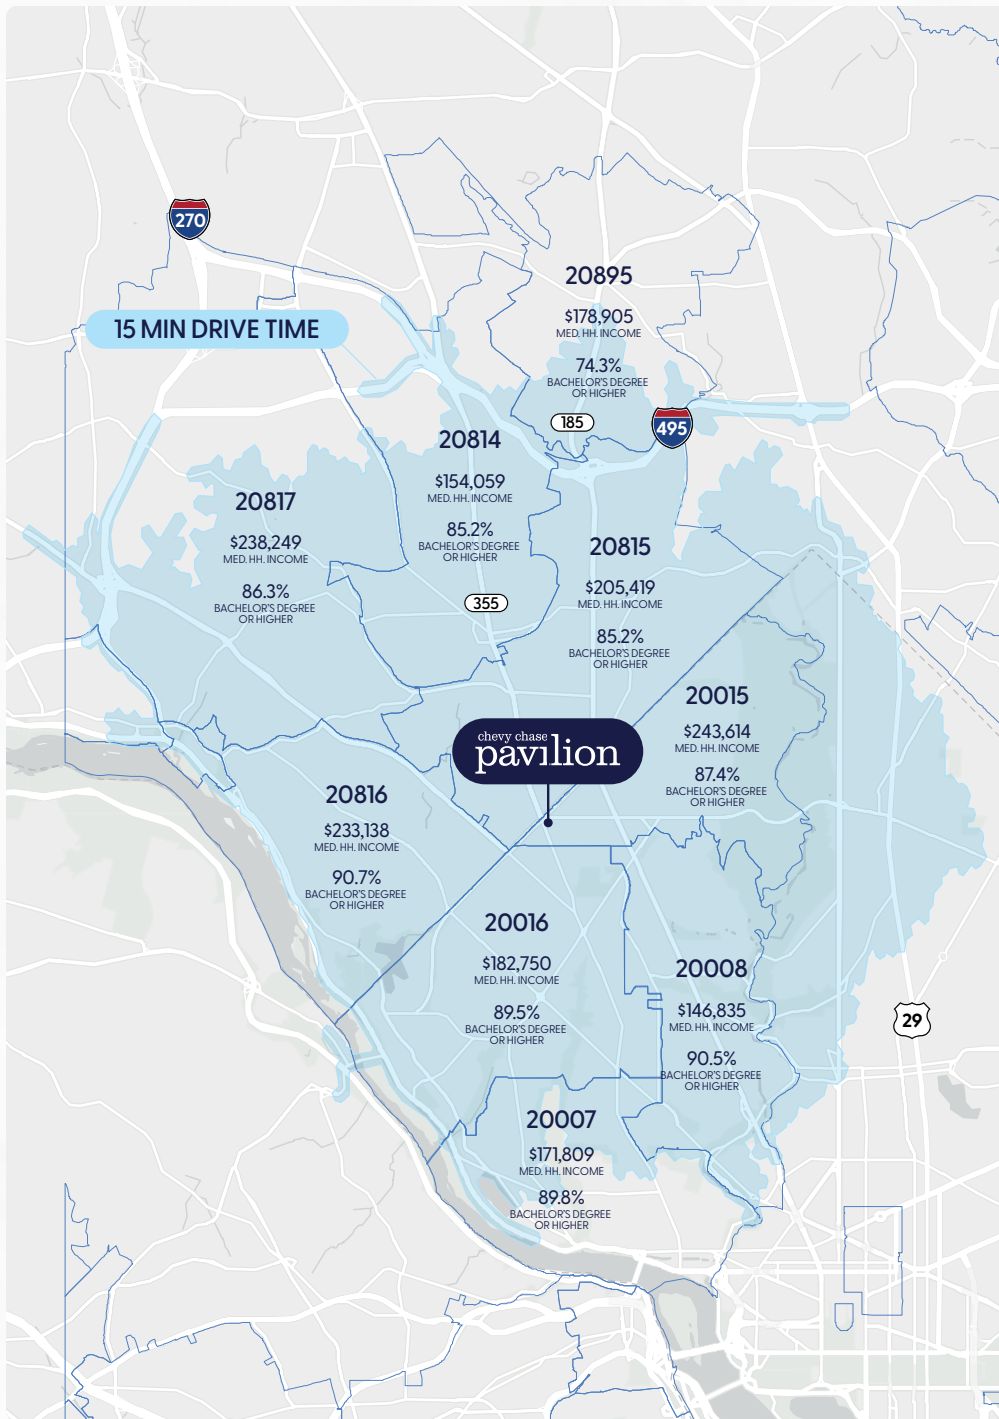 270
20895
$178,905
MED. HH. INCOME
74.3%
BACHELOR'S DEGREE
OR HIGHER
15 MIN DRIVE TIME
185
495
20814
$154,059
MED. HH. INCOME
85.2%
BACHELOR'S DEGREE
OR HIGHER
20817
$238,249
MED. HH. INCOME
86.3%
BACHELOR'S DEGREE
OR HIGHER
355
20815
$205,419
MED. HH. INCOME
85.2%
BACHELOR'S DEGREE
OR HIGHER
20015
$243,614
MED. HH. INCOME
87.4%
BACHELOR'S DEGREE
OR HIGHER
chevy chase
pavilion
20816
$233,138
MED. HH. INCOME
90.7%
BACHELOR'S DEGREE
OR HIGHER
20016
$182,750
MED. HH. INCOME
89.5%
BACHELOR'S DEGREE
OR HIGHER
20008
$146,835
MED. HH. INCOME
90.5%
BACHELOR'S DEGREE
OR HIGHER
29
20007
$171,809
MED. HH. INCOME
89.8%
BACHELOR'S DEGREE
OR HIGHER